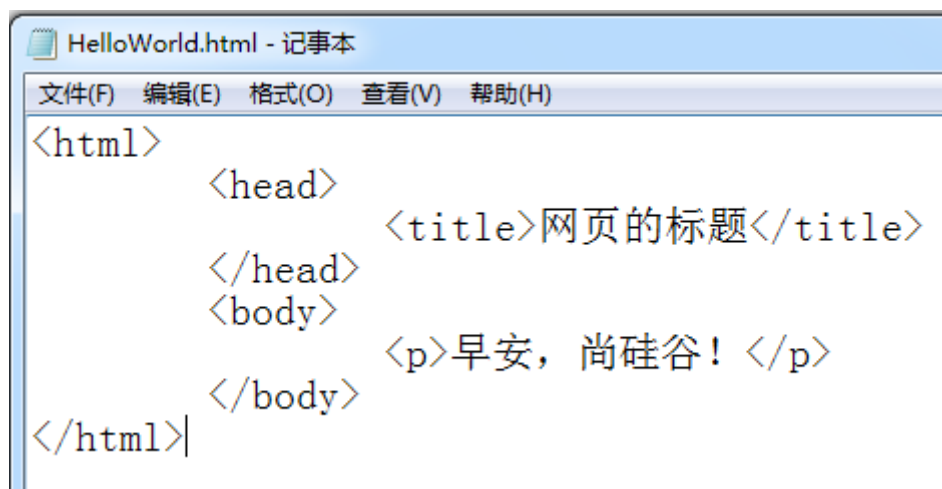 HelloWorld.html - 记事本
文件(F) 编辑(E) 格式(O) 查看(V) 帮助(H)
<html>
<head>
<title>网页的标题</title>
</head>
<body>
<p>早安，尚硅谷！</p>
</body>
</html>